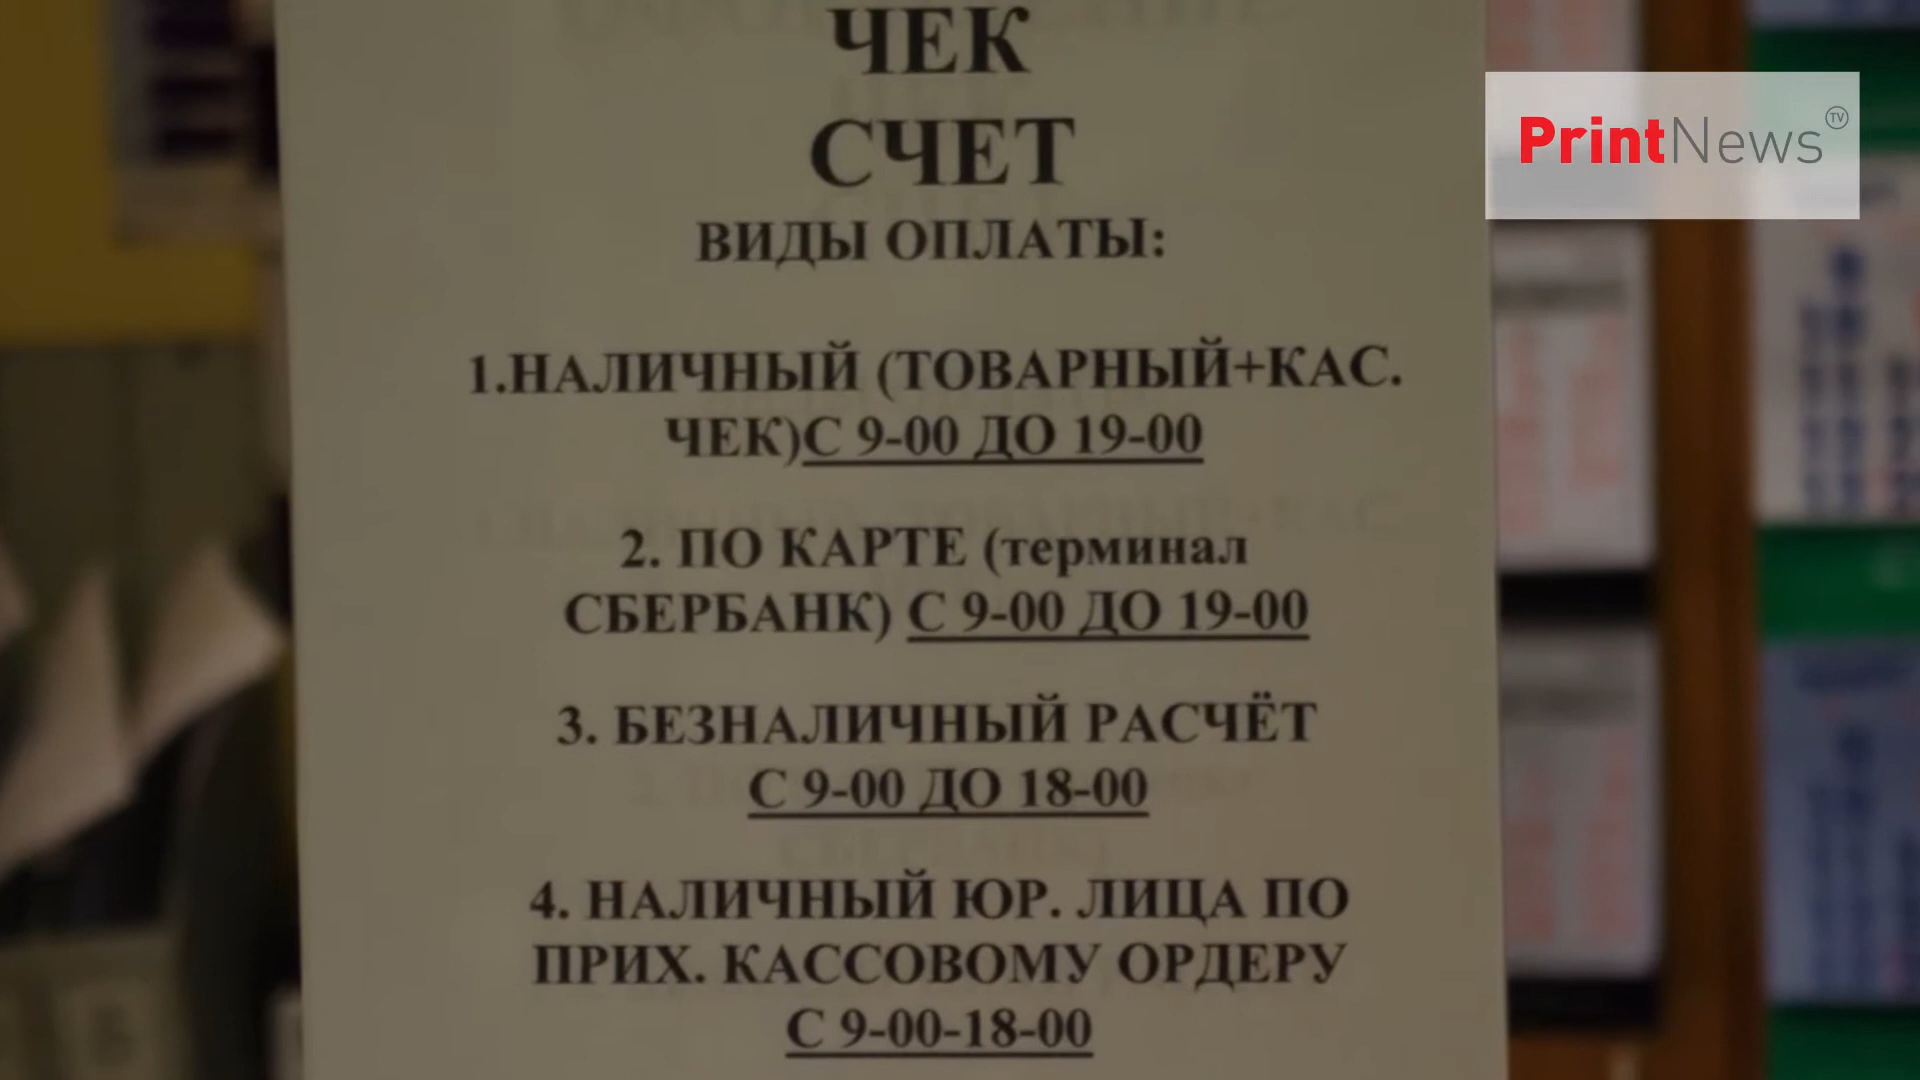 ЧЕК
СЧЕТ
ВИДЫ ОПЛАТЫ:
1.НАЛИЧНЫЙ (ТОВАРНЫЙ+КАС.
ЧЕК)С 9-00 ДО 19-00
2. ПО КАРТЕ (терминал
СБЕРБАНК) С 9-00 ДО 19-00
3. БЕЗНАЛИЧНЫЙ РАСЧЁТ
С 9-00 ДО 18-00
4. НАЛИЧНЫЙ ЮР. ЛИЦА ПО
ПРИХ. КАССОВОМУ ОРДЕРУ
С 9-00-18-00
PrintNews TV